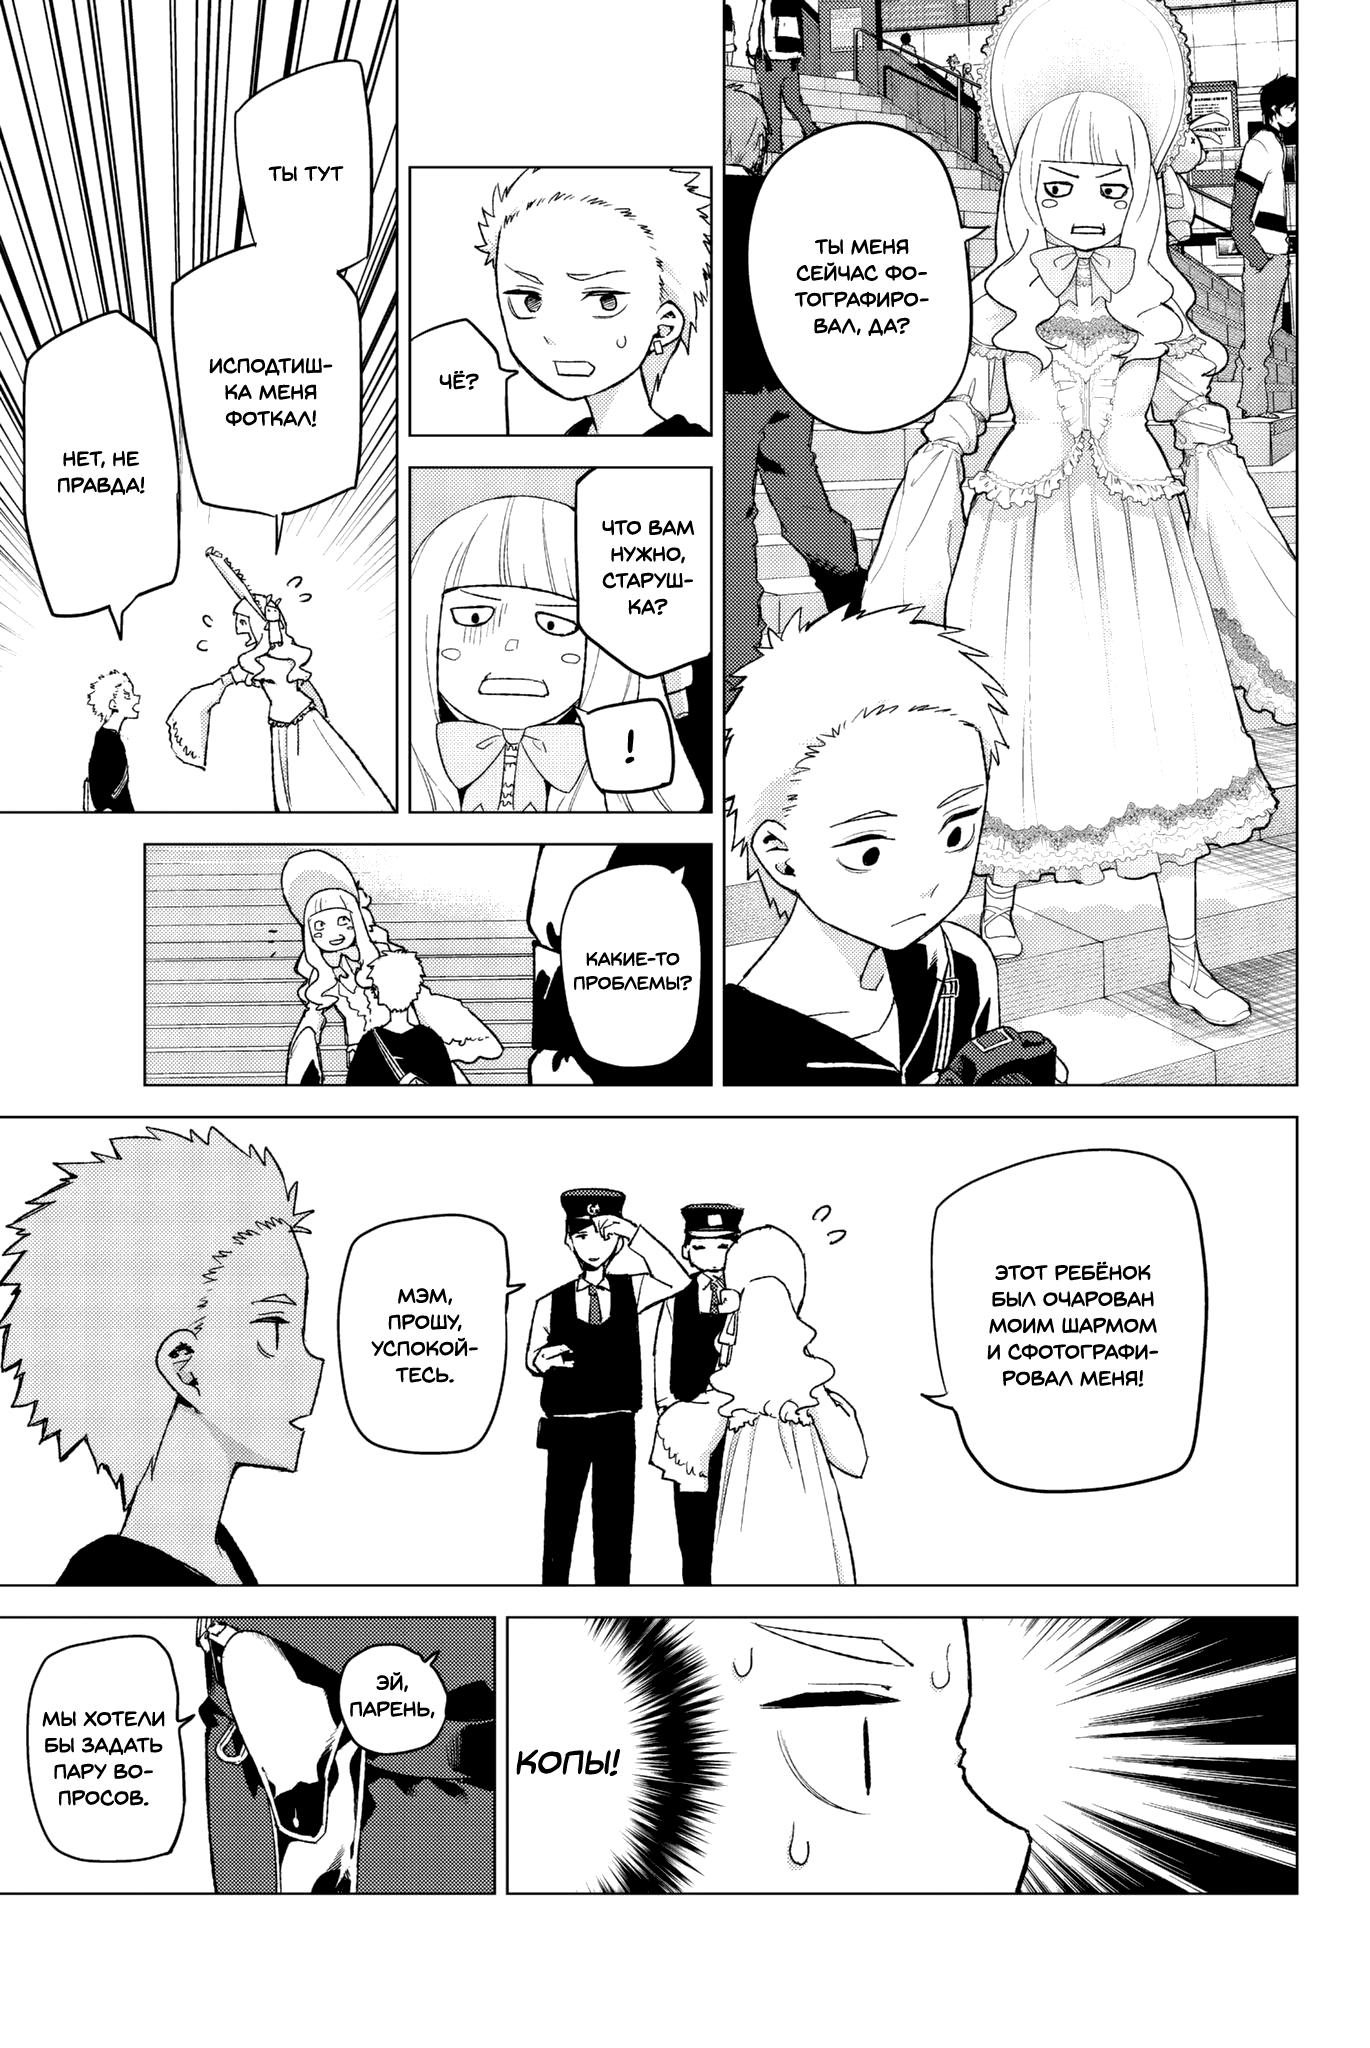 ТЫ МЕНЯ
СЕЙЧАС ФО-
ТОГРАФИРО-
ВАЛ, ДА?
ЧЁ?
ЧТО ВАМ
НУЖНО,
СТАРУШ-
КА?
!
ТЫ ТУТ
ИСПОДТИШ-
КА МЕНЯ
ФОТКАЛ!
НЕТ, НЕ
ПРАВДА!
КАКИЕ-ТО
ПРОБЛЕМЫ?
ЭТОТ РЕБЁНОК
БЫЛ ОЧАРОВАН
МОИМ ШАРМОМ
И СФОТОГРАФИ-
РОВАЛ МЕНЯ!
МЭМ,
ПРОШУ,
УСПОКОЙ-
ТЕСЬ.
КОПЫ!
ЭЙ,
ПАРЕНЬ,
МЫ ХОТЕЛИ
БЫ ЗАДАТЬ
ПАРУ ВО-
ПРОСОВ.